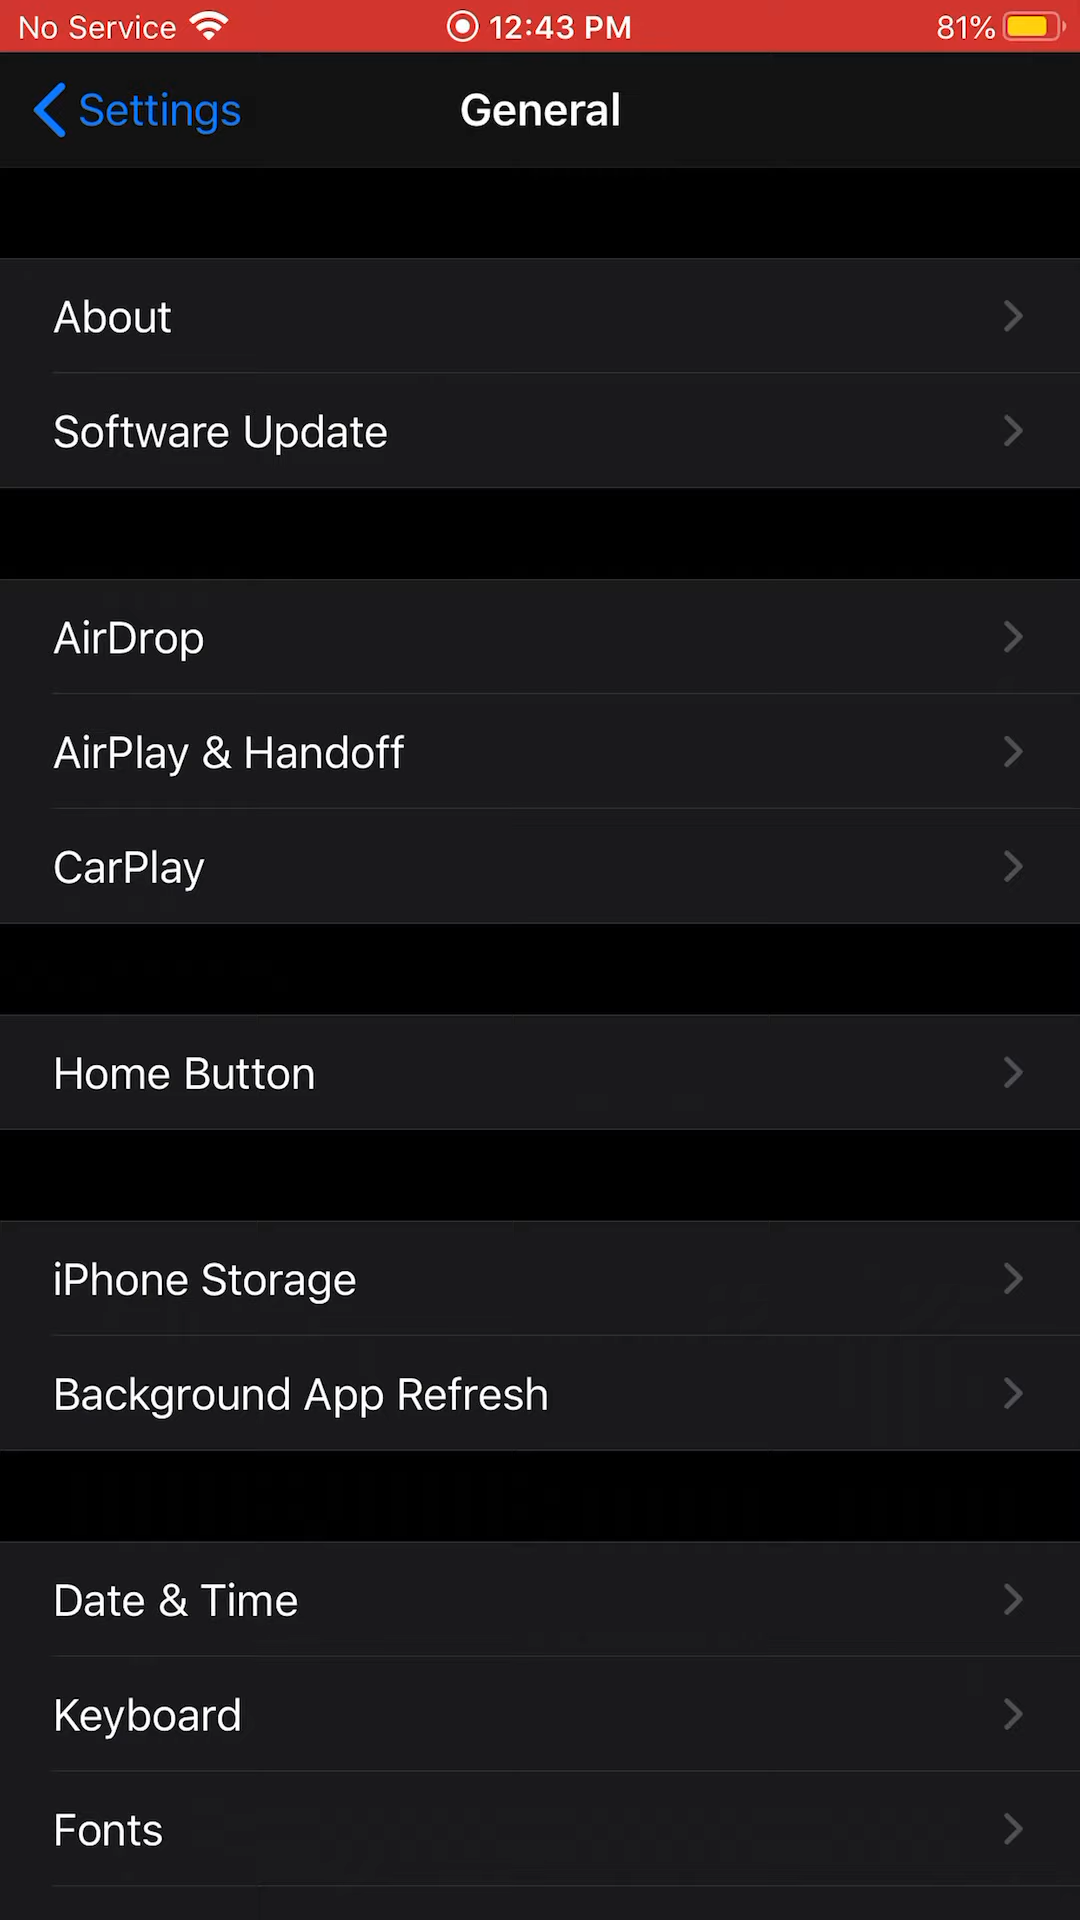 No Service 12:43 PM 81%
Settings General
About
Software Update
AirDrop
AirPlay & Handoff
CarPlay
Home Button
iPhone Storage
Background App Refresh
Date & Time
Keyboard
Fonts